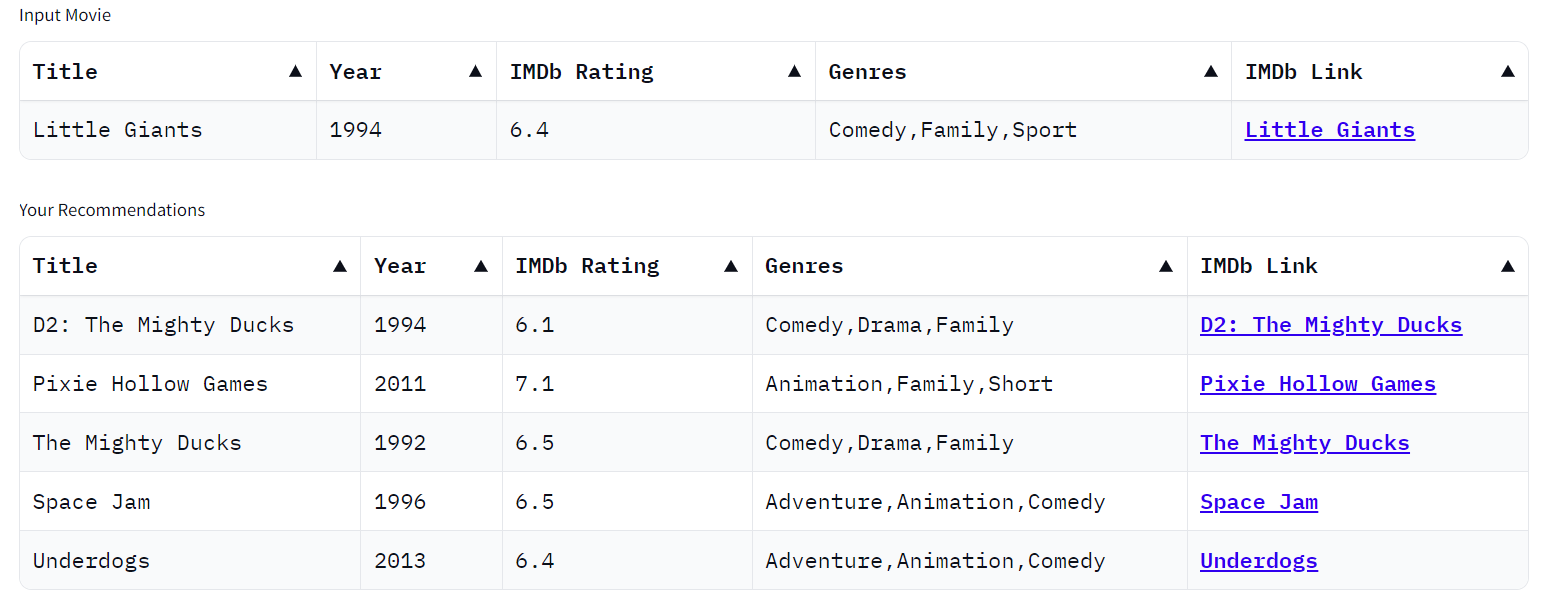 Input Movie
Title ▲ Year ▲ IMDb Rating ▲ Genres ▲ IMDb Link ▲
Little Giants 1994 6.4 Comedy,Family,Sport Little Giants
Your Recommendations
Title ▲ Year ▲ IMDb Rating ▲ Genres ▲ IMDb Link ▲
D2: The Mighty Ducks 1994 6.1 Comedy,Drama,Family D2: The Mighty Ducks
Pixie Hollow Games 2011 7.1 Animation,Family,Short Pixie Hollow Games
The Mighty Ducks 1992 6.5 Comedy,Drama,Family The Mighty Ducks
Space Jam 1996 6.5 Adventure,Animation,Comedy Space Jam
Underdogs 2013 6.4 Adventure,Animation,Comedy Underdogs